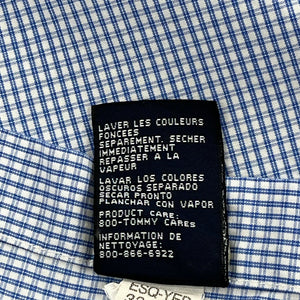 LAVER LES COULEURS
FONCEES
SEPAREMENT. SECHER
IMMEDIATEMENT
REPASSER A LA
VAPEUR
LAVAR LOS COLORES
OSCUROS SEPARADO
SECAR PRONTO
PLANCHAR CON VAPOR
PRODUCT CARE:
800-TOMMY CARES
INFORMATION DE
NETTOYAGE:
800-866-6922